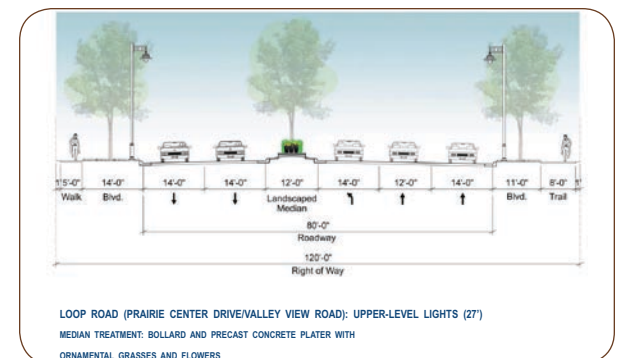 1' 5'-0" 14'-0" 14'-0" 14'-0" 12'-0" 14'-0" 12'-0" 14'-0" 11'-0" 8'-0" 1'
Walk Blvd. Landscaped Median Blvd. Trail
80'-0"
Roadway
120'-0"
Right of Way
LOOP ROAD (PRAIRIE CENTER DRIVE/VALLEY VIEW ROAD): UPPER-LEVEL LIGHTS (27')
MEDIAN TREATMENT: BOLLARD AND PRECAST CONCRETE PLATER WITH
ORNAMENTAL GRASSES AND FLOWERS